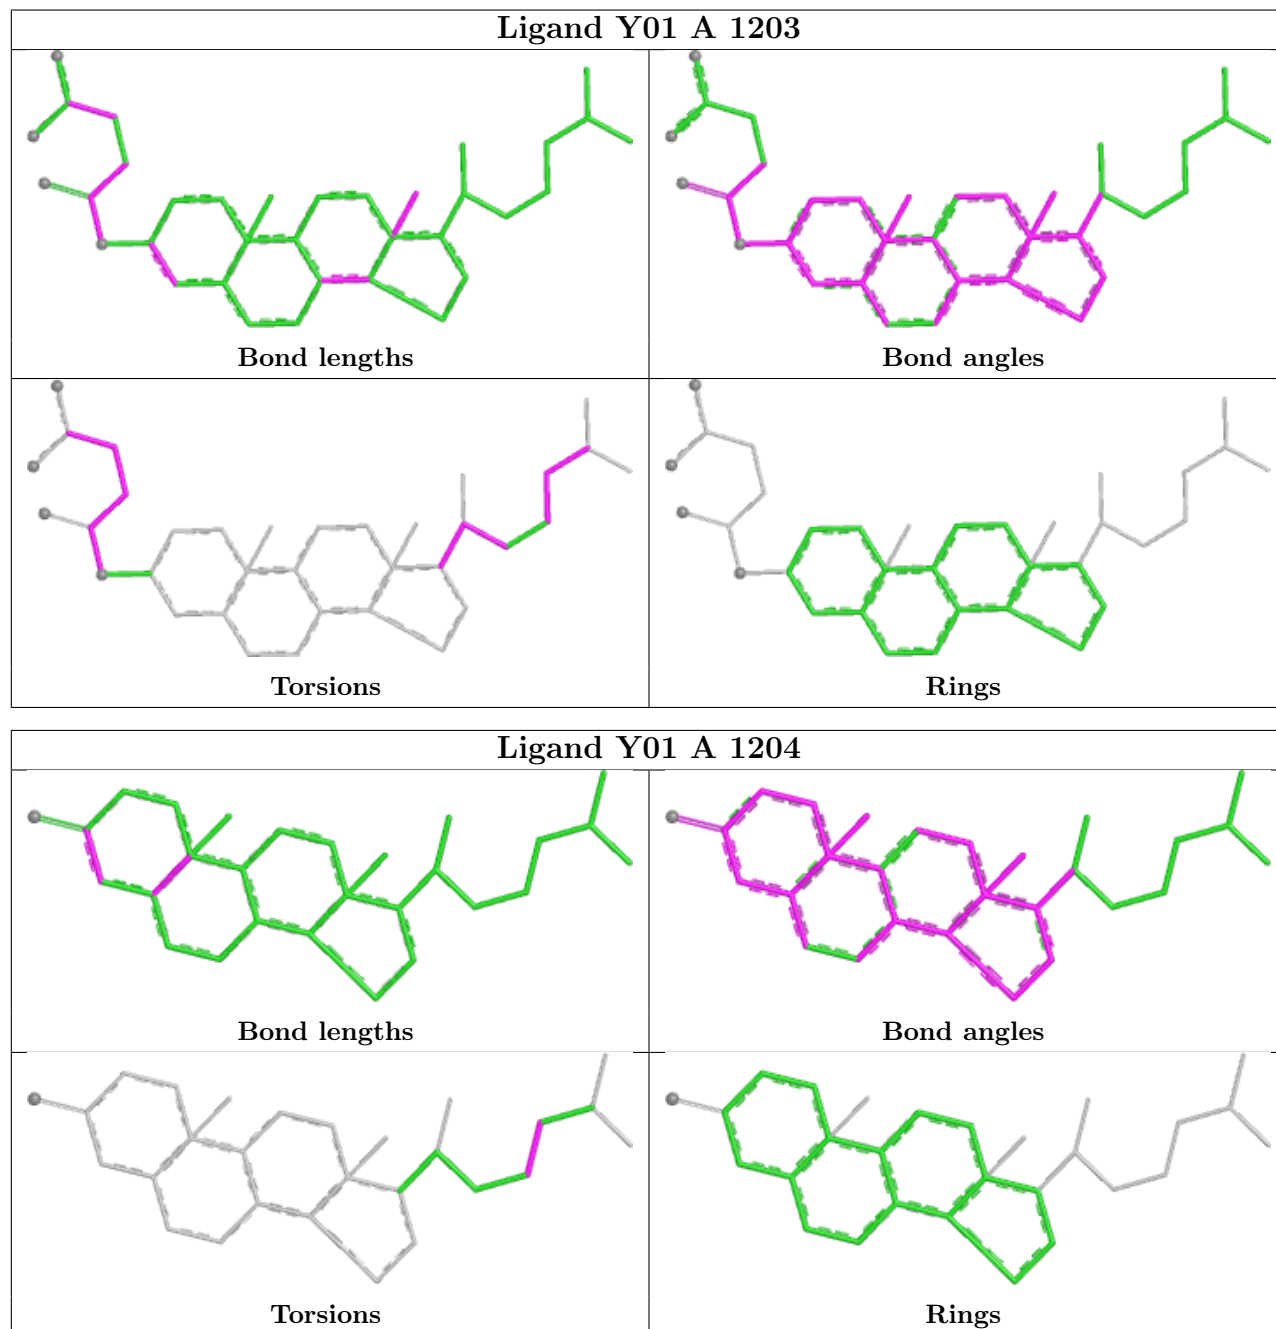 Ligand Y01 A 1203
Bond lengths
Bond angles
Torsions
Rings
Ligand Y01 A 1204
Bond lengths
Bond angles
Torsions
Rings